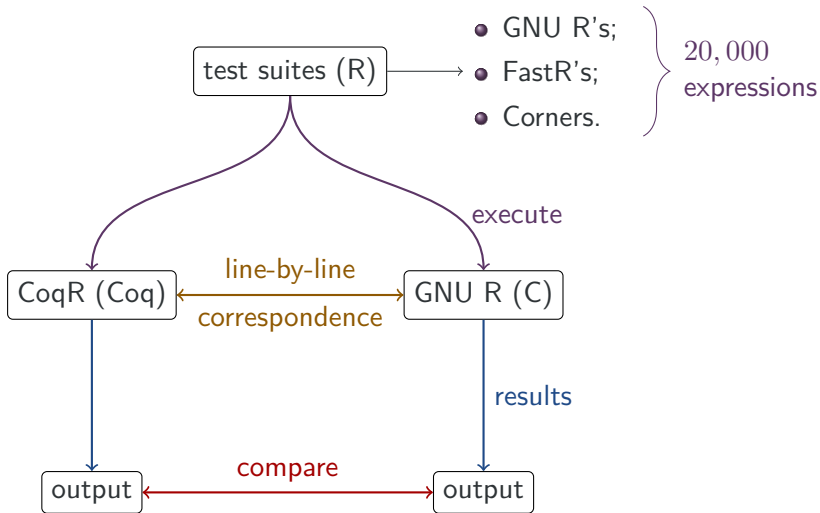 GNU R's;
test suites (R)
FastR's;
Corners.
20,000
expressions
execute
line-by-line
CoqR (Coq)
GNU R (C)
correspondence
results
compare
output
output